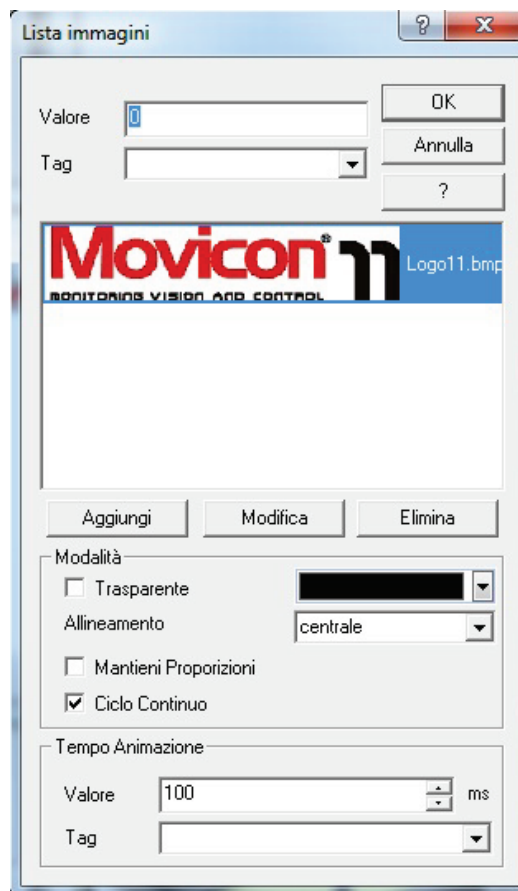 Lista immagini
?
X
Valore
0
OK
Tag
Annulla
?
Movicon® 11
MONITORING VISION AND CONTROL
Logo11.bmp
Aggiungi
Modifica
Elimina
Modalità
Trasparente
Allineamento
centrale
Mantieni Proporizioni
Ciclo Continuo
Tempo Animazione
Valore
100
ms
Tag